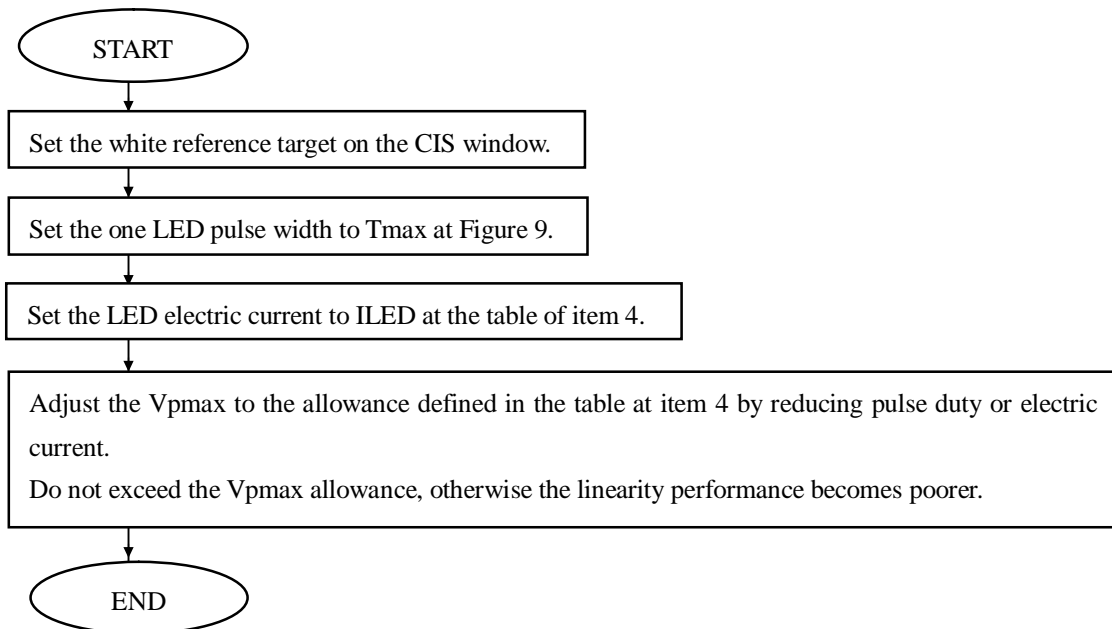 START
Set the white reference target on the CIS window.
Set the one LED pulse width to Tmax at Figure 9.
Set the LED electric current to ILED at the table of item 4.
Adjust the Vpmax to the allowance defined in the table at item 4 by reducing pulse duty or electric
current.
Do not exceed the Vpmax allowance, otherwise the linearity performance becomes poorer.
END